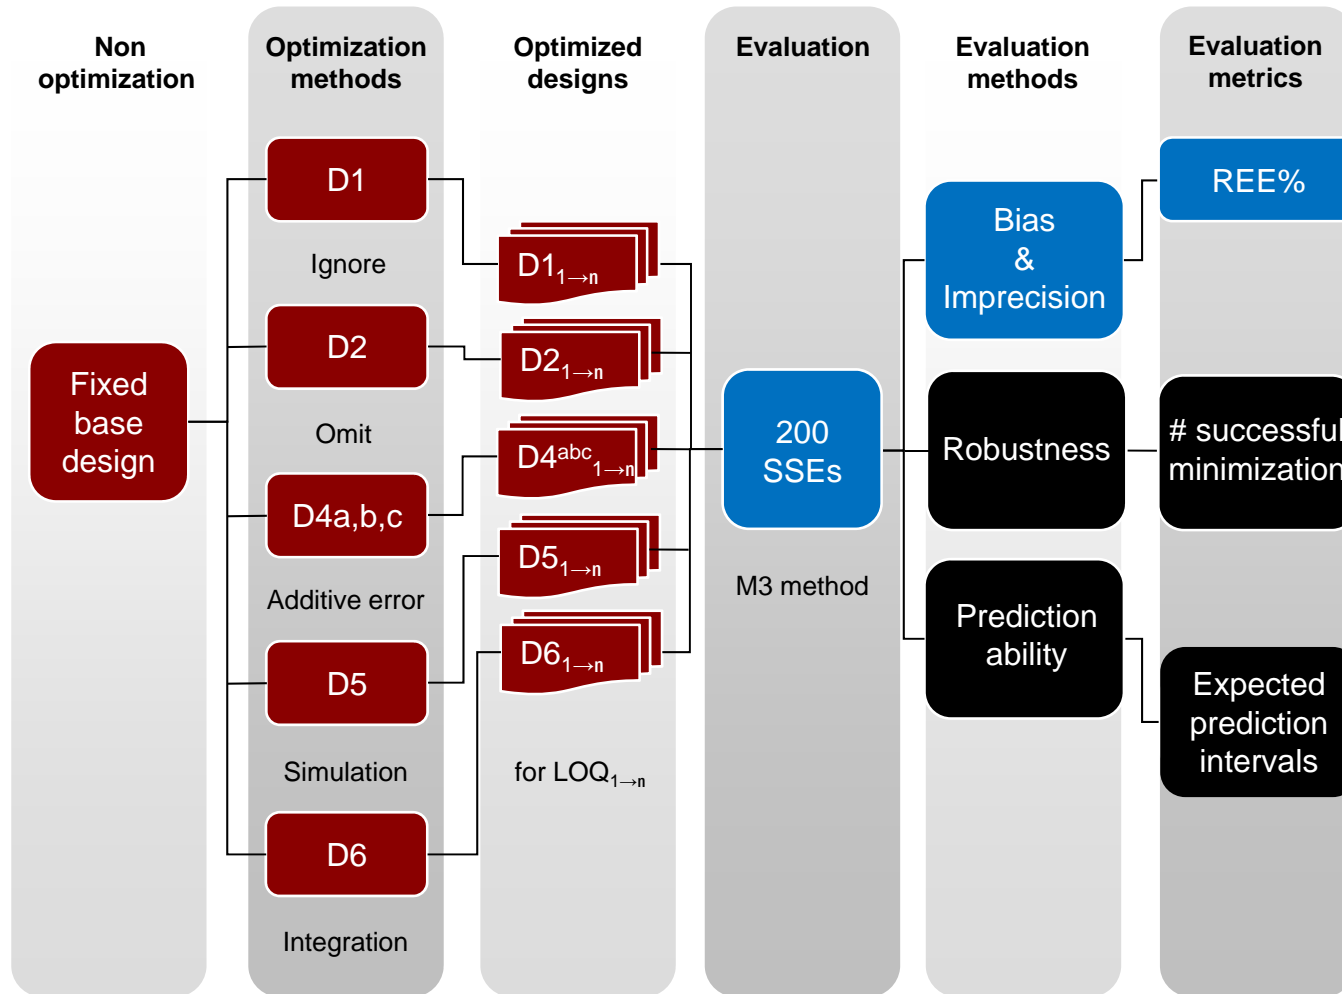 Non
optimization
Optimization
methods
Optimized
designs
Evaluation
Evaluation
methods
Evaluation
metrics
Fixed
base
design
D1
Ignore
D2
Omit
D4a,b,c
Additive error
D5
Simulation
D6
Integration
D1₁→ₙ
D2₁→ₙ
D4ᵃᵇᶜ₁→ₙ
D5₁→ₙ
D6₁→ₙ
for LOQ₁→ₙ
200
SSEs
M3 method
Bias
&
Imprecision
Robustness
Prediction
ability
REE%
# successful
minimization
Expected
prediction
intervals